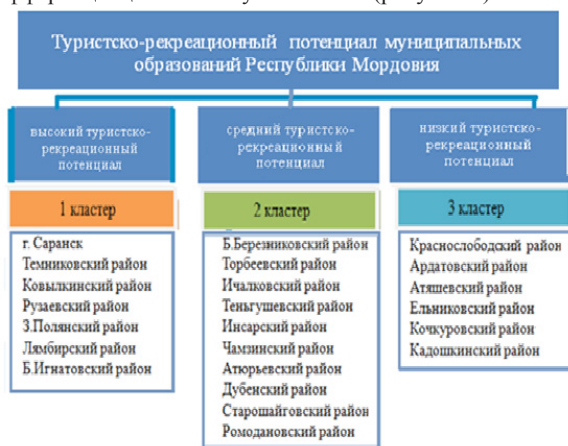 Туристско-рекреационный потенциал муниципальных
образований Республики Мордовия
высокий туристско-
рекреационный
потенциал
средний туристско-
рекреационный
потенциал
низкий туристско-
рекреационный
потенциал
1 кластер
2 кластер
3 кластер
г. Саранск
Темниковский район
Ковылкинский район
Рузаевский район
З.Полянский район
Лямбирский район
Б.Игнатовский район
Б.Березниковский район
Торбеевский район
Ичалковский район
Теньгушевский район
Инсарский район
Чамзинский район
Атюрьевский район
Дубенский район
Старошайговский район
Ромодановский район
Краснослободский район
Ардатовский район
Атяшевский район
Ельниковский район
Кочкуровский район
Кадошкинский район